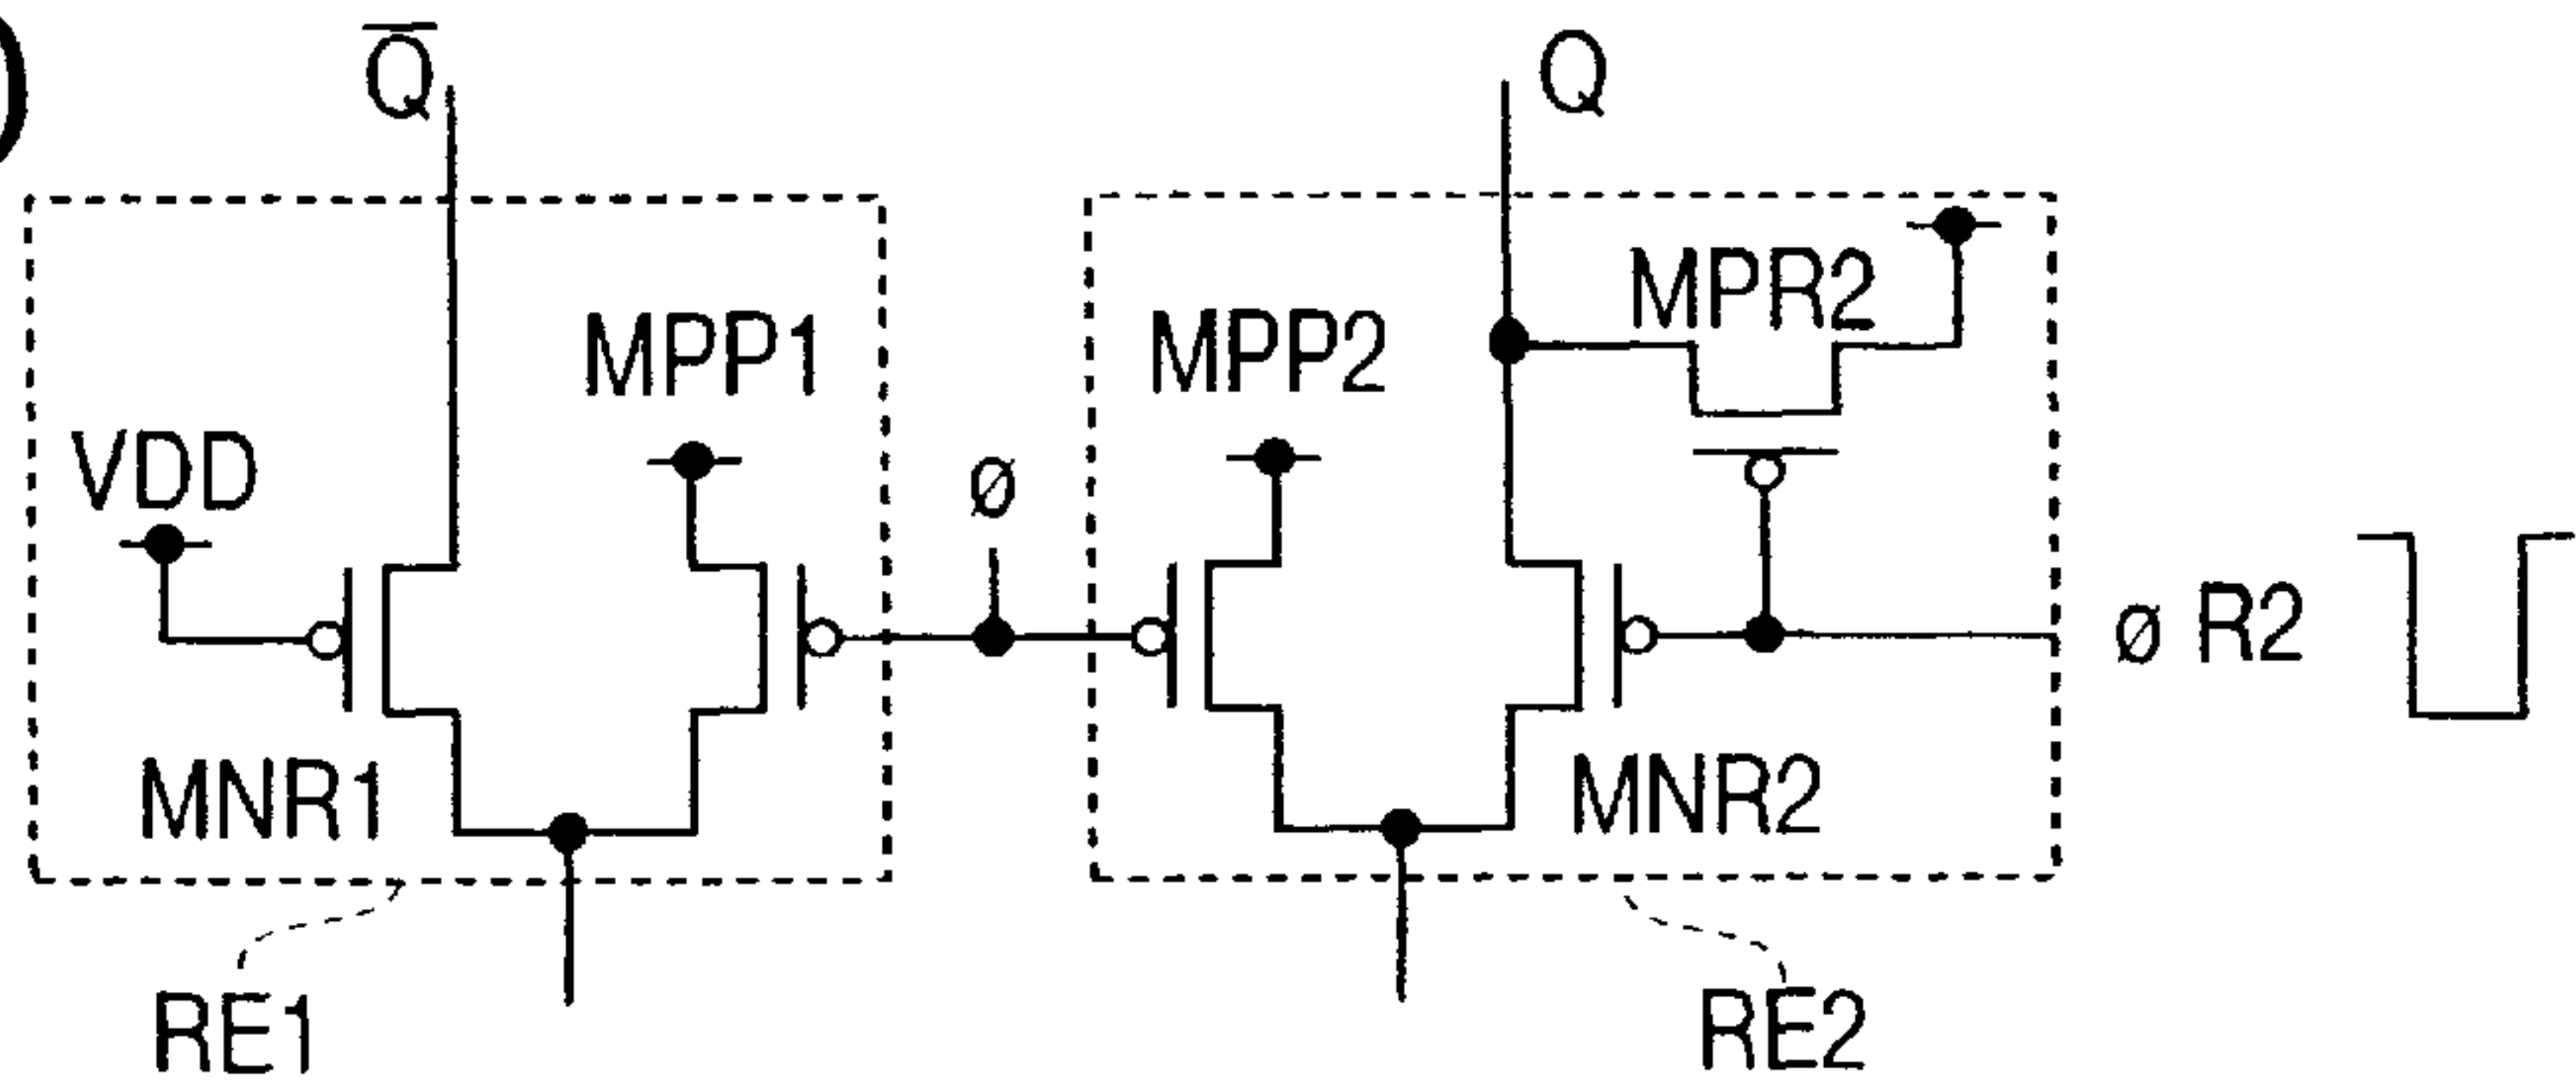 )
Q̅ Q
MPR2
MPP1 MPP2
VDD
ø
ø R2
MNR1 MNR2
RE1 RE2